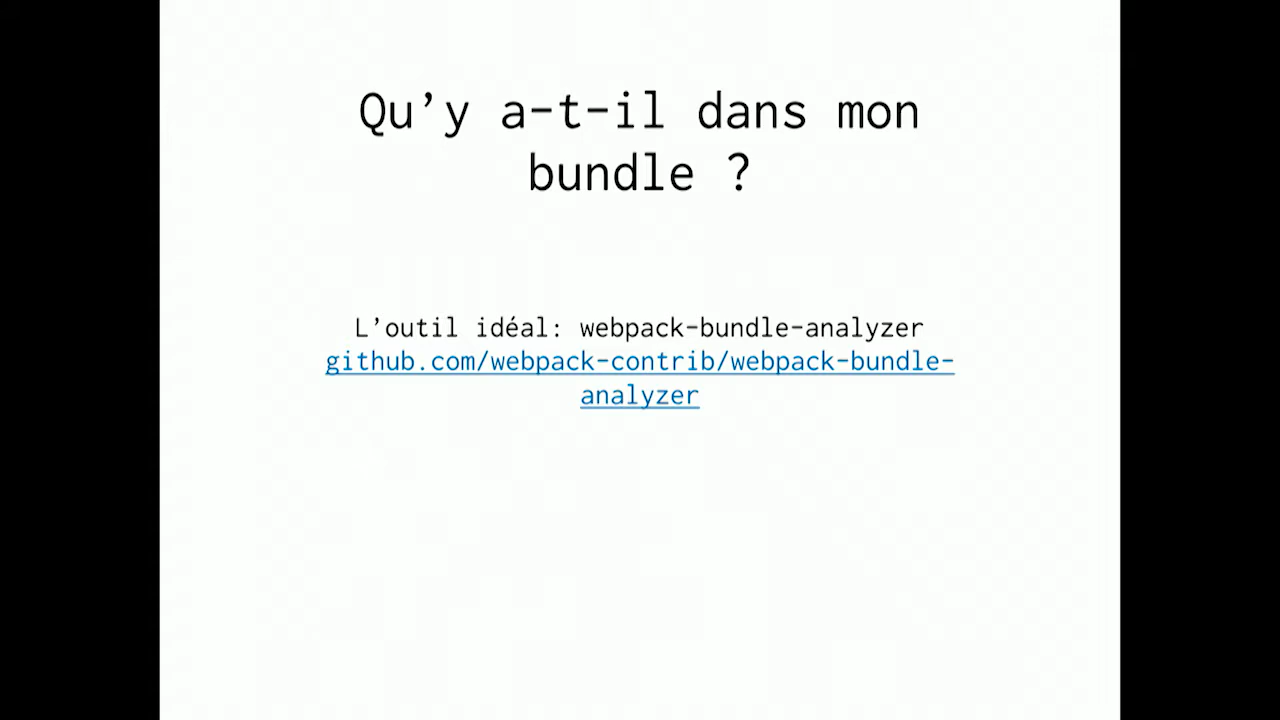 Qu’y a-t-il dans mon
bundle ?
L’outil idéal: webpack-bundle-analyzer
github.com/webpack-contrib/webpack-bundle-
analyzer